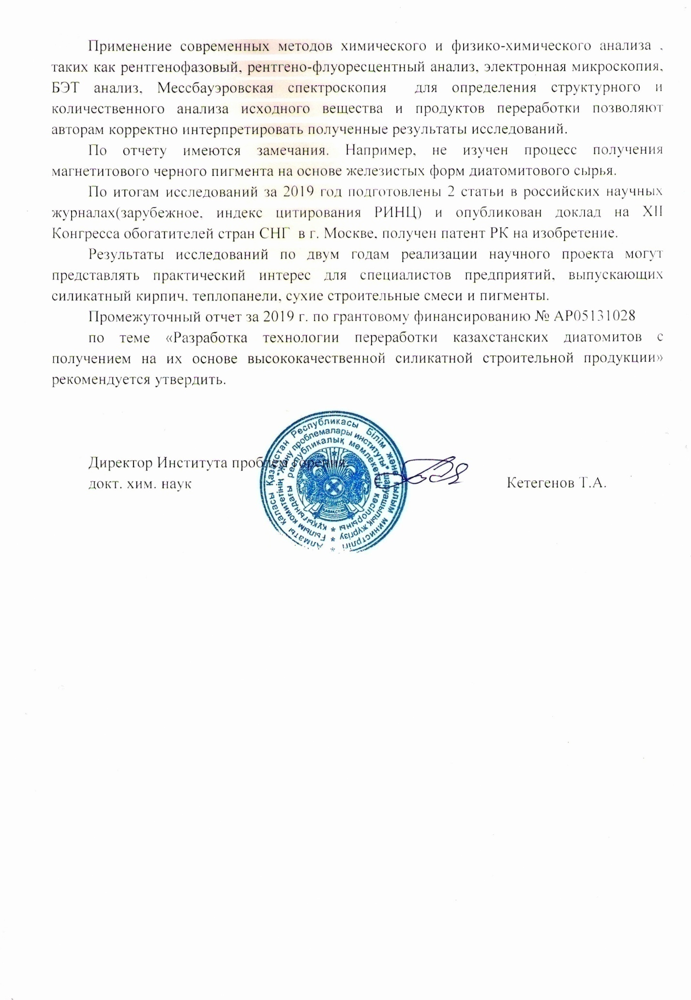 Применение современных методов химического и физико-химического анализа ,
таких как рентгенофазовый, рентгено-флуоресцентный анализ, электронная микроскопия,
БЭТ анализ, Мессбауэровская спектроскопия для определения структурного и
количественного анализа исходного вещества и продуктов переработки позволяют
авторам корректно интерпретировать полученные результаты исследований.
По отчету имеются замечания. Например, не изучен процесс получения
магнетитового черного пигмента на основе железистых форм диатомитового сырья.
По итогам исследований за 2019 год подготовлены 2 статьи в российских научных
журналах(зарубежное, индекс цитирования РИНЦ) и опубликован доклад на XII
Конгресса обогатителей стран СНГ в г. Москве, получен патент РК на изобретение.
Результаты исследований по двум годам реализации научного проекта могут
представлять практический интерес для специалистов предприятий, выпускающих
силикатный кирпич, теплопанели, сухие строительные смеси и пигменты.
Промежуточный отчет за 2019 г. по грантовому финансированию № АР05131028
по теме «Разработка технологии переработки казахстанских диатомитов с
получением на их основе высококачественной силикатной строительной продукции»
рекомендуется утвердить.
Директор Института проблем горения,
докт. хим. наук
Кетегенов Т.А.
Алматы қаласы Қазақстан Республикасы Білім және ғылым министрлігі
Ғылым комитетінің "Жану проблемалары институты" шаруашылық жүргізу
құқығындағы республикалық мемлекеттік кәсіпорыны
ҚАЗАҚСТАН